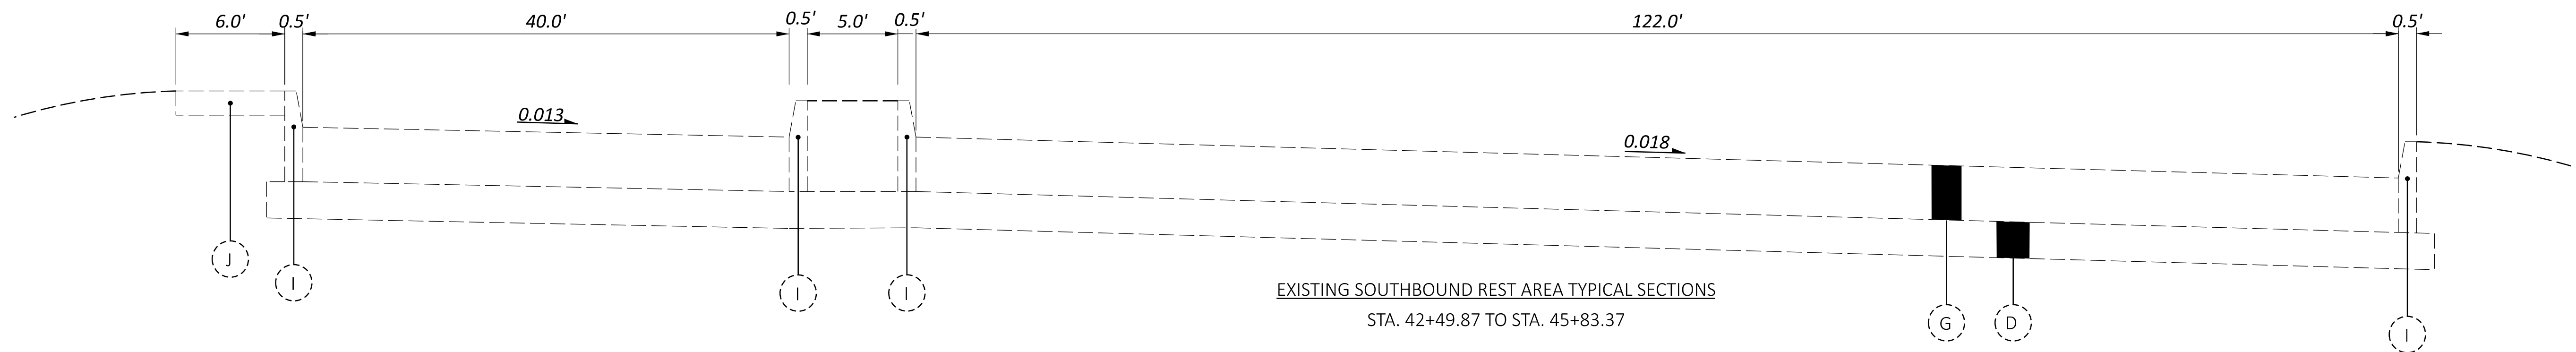 6.0' 0.5' 40.0' 0.5' 5.0' 0.5' 122.0' 0.5'
0.013
0.018
J I I I G D I
EXISTING SOUTHBOUND REST AREA TYPICAL SECTIONS
STA. 42+49.87 TO STA. 45+83.37